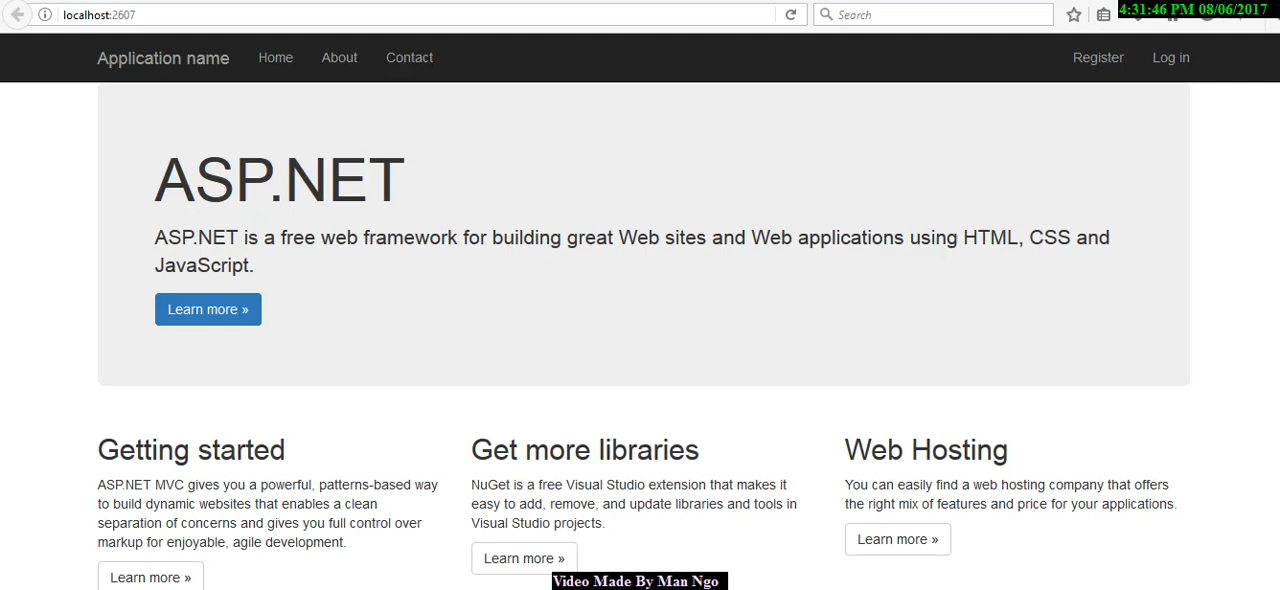 localhost:2607
Search
4:31:46 PM 08/06/2017
Application name
Home
About
Contact
Register
Log in
ASP.NET
ASP.NET is a free web framework for building great Web sites and Web applications using HTML, CSS and
JavaScript.
Learn more »
Getting started
ASP.NET MVC gives you a powerful, patterns-based way
to build dynamic websites that enables a clean
separation of concerns and gives you full control over
markup for enjoyable, agile development.
Learn more »
Get more libraries
NuGet is a free Visual Studio extension that makes it
easy to add, remove, and update libraries and tools in
Visual Studio projects.
Learn more »
Web Hosting
You can easily find a web hosting company that offers
the right mix of features and price for your applications.
Learn more »
Video Made By Man Ngo